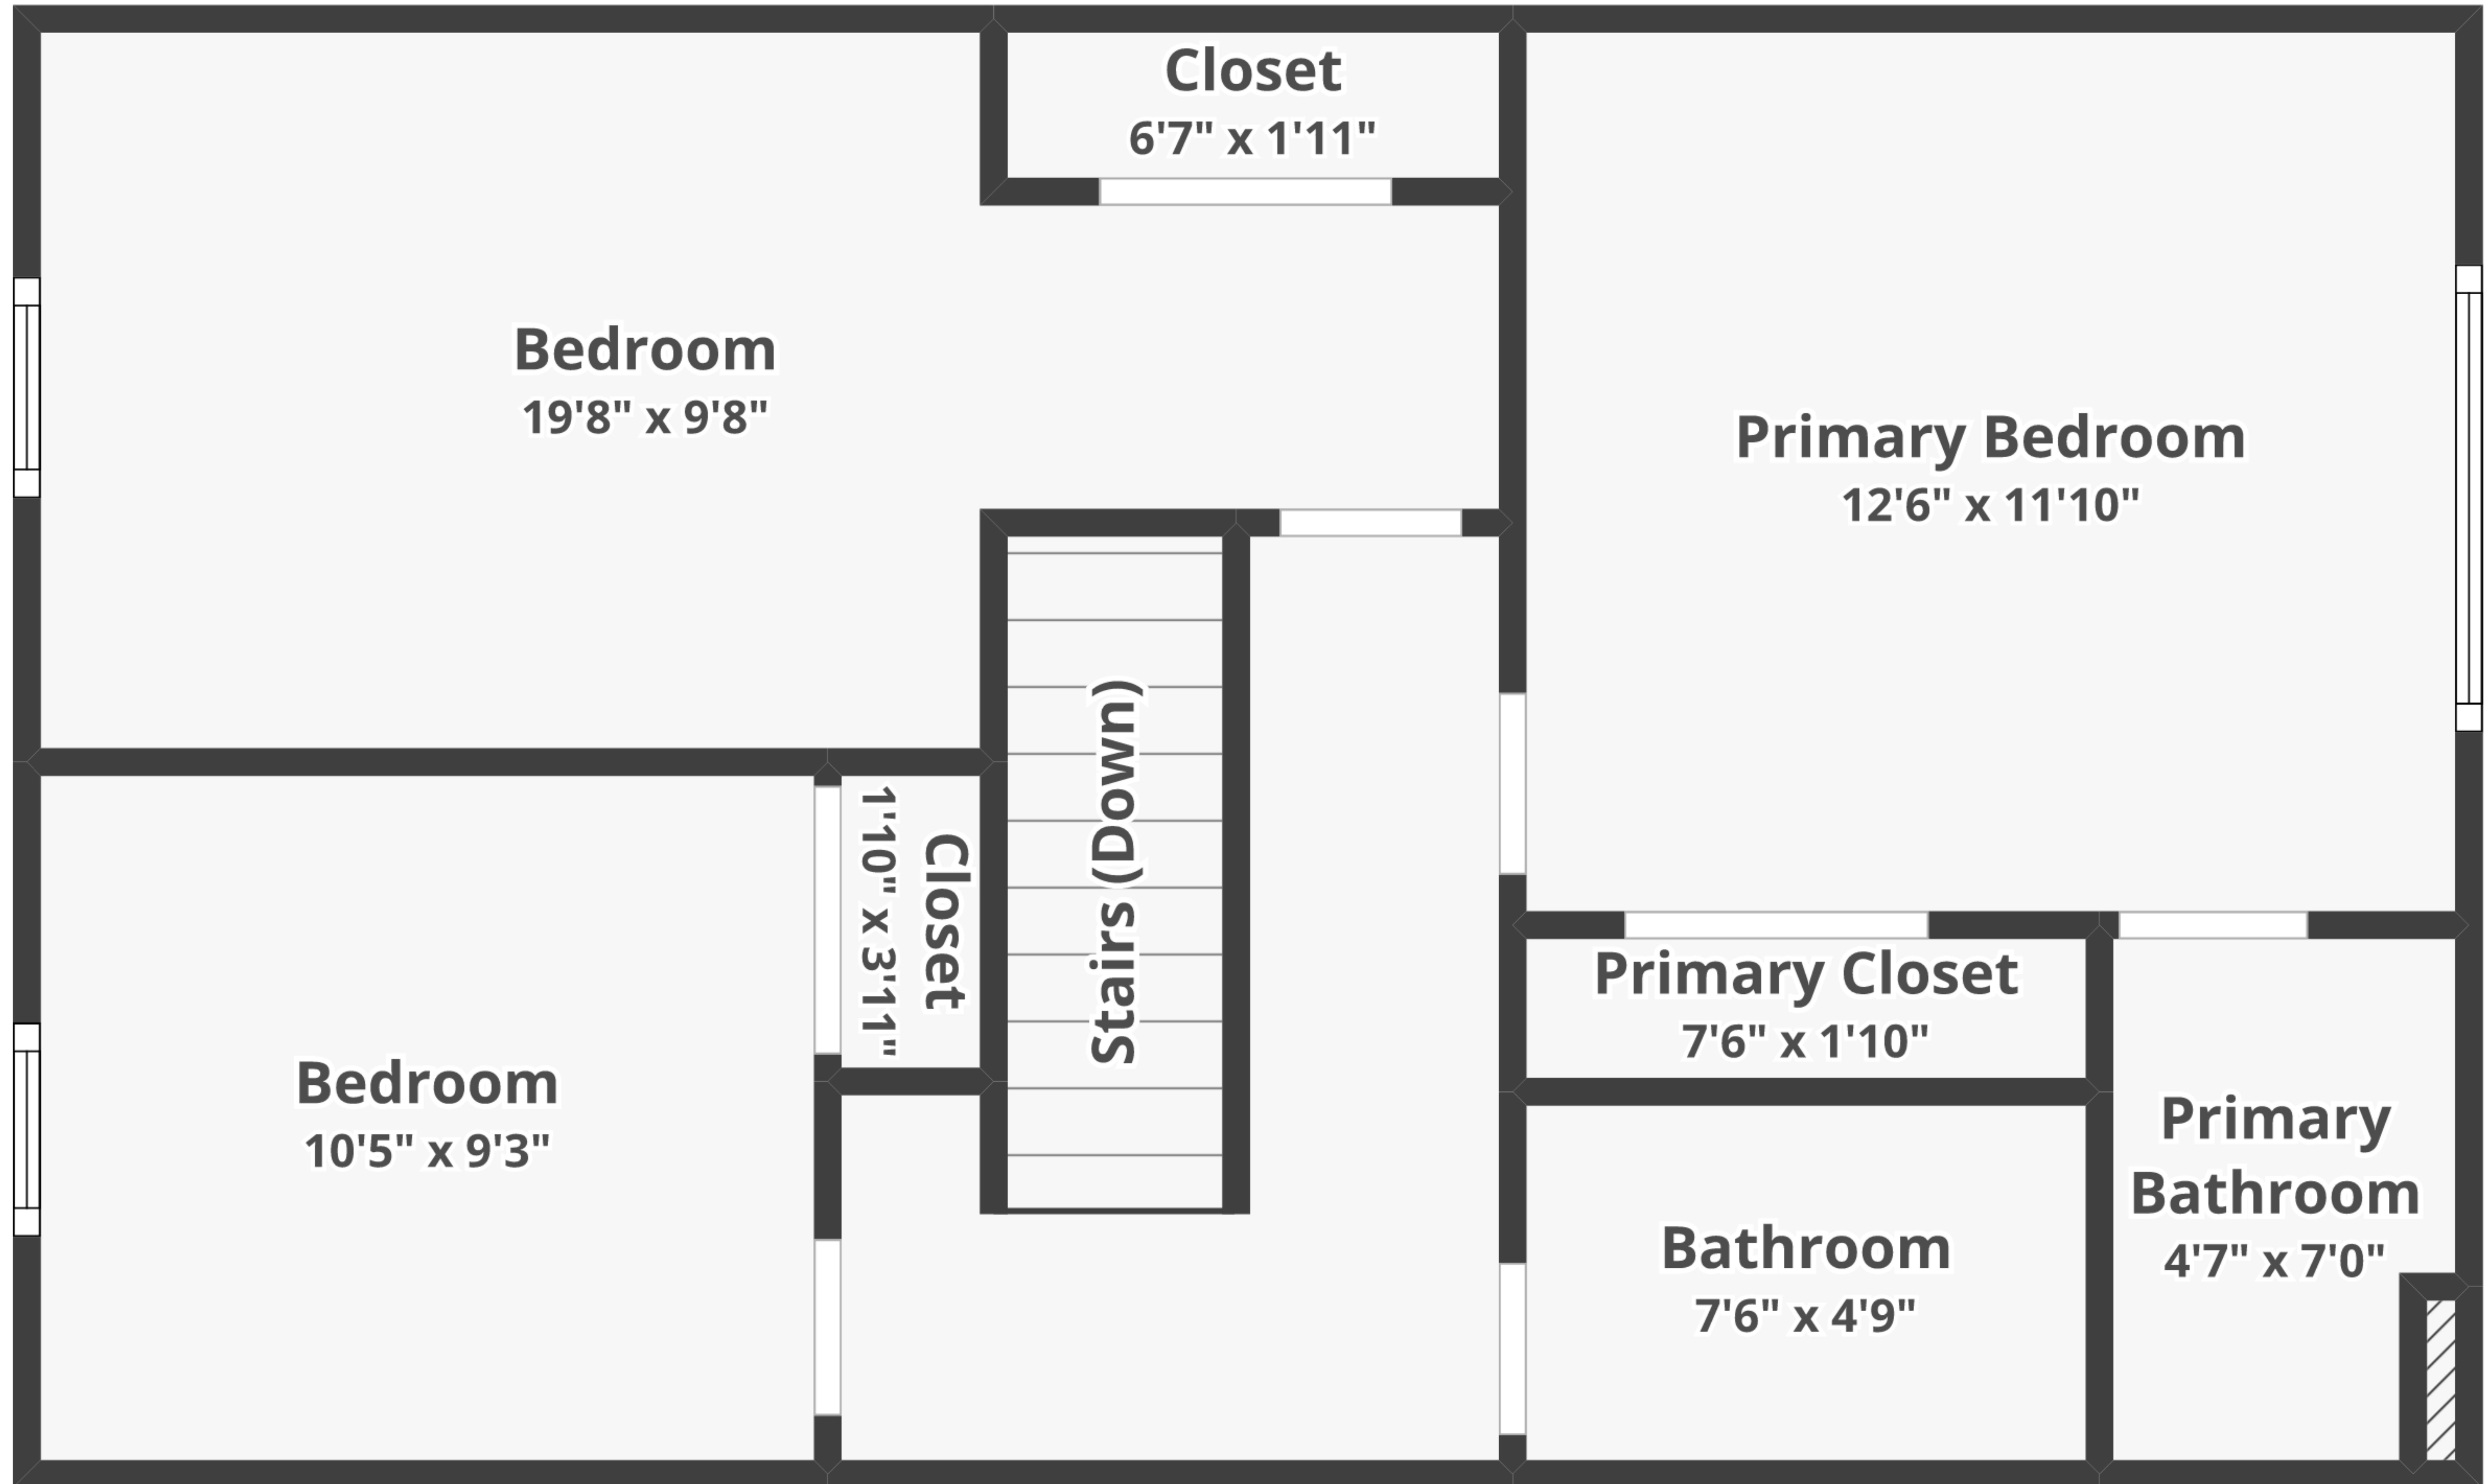 Closet
6'7" x 1'11"
Bedroom
19'8" x 9'8"
Primary Bedroom
12'6" x 11'10"
Stairs (Down)
Closet
1'10" x 3'11"
Primary Closet
7'6" x 1'10"
Bedroom
10'5" x 9'3"
Primary
Bathroom
4'7" x 7'0"
Bathroom
7'6" x 4'9"